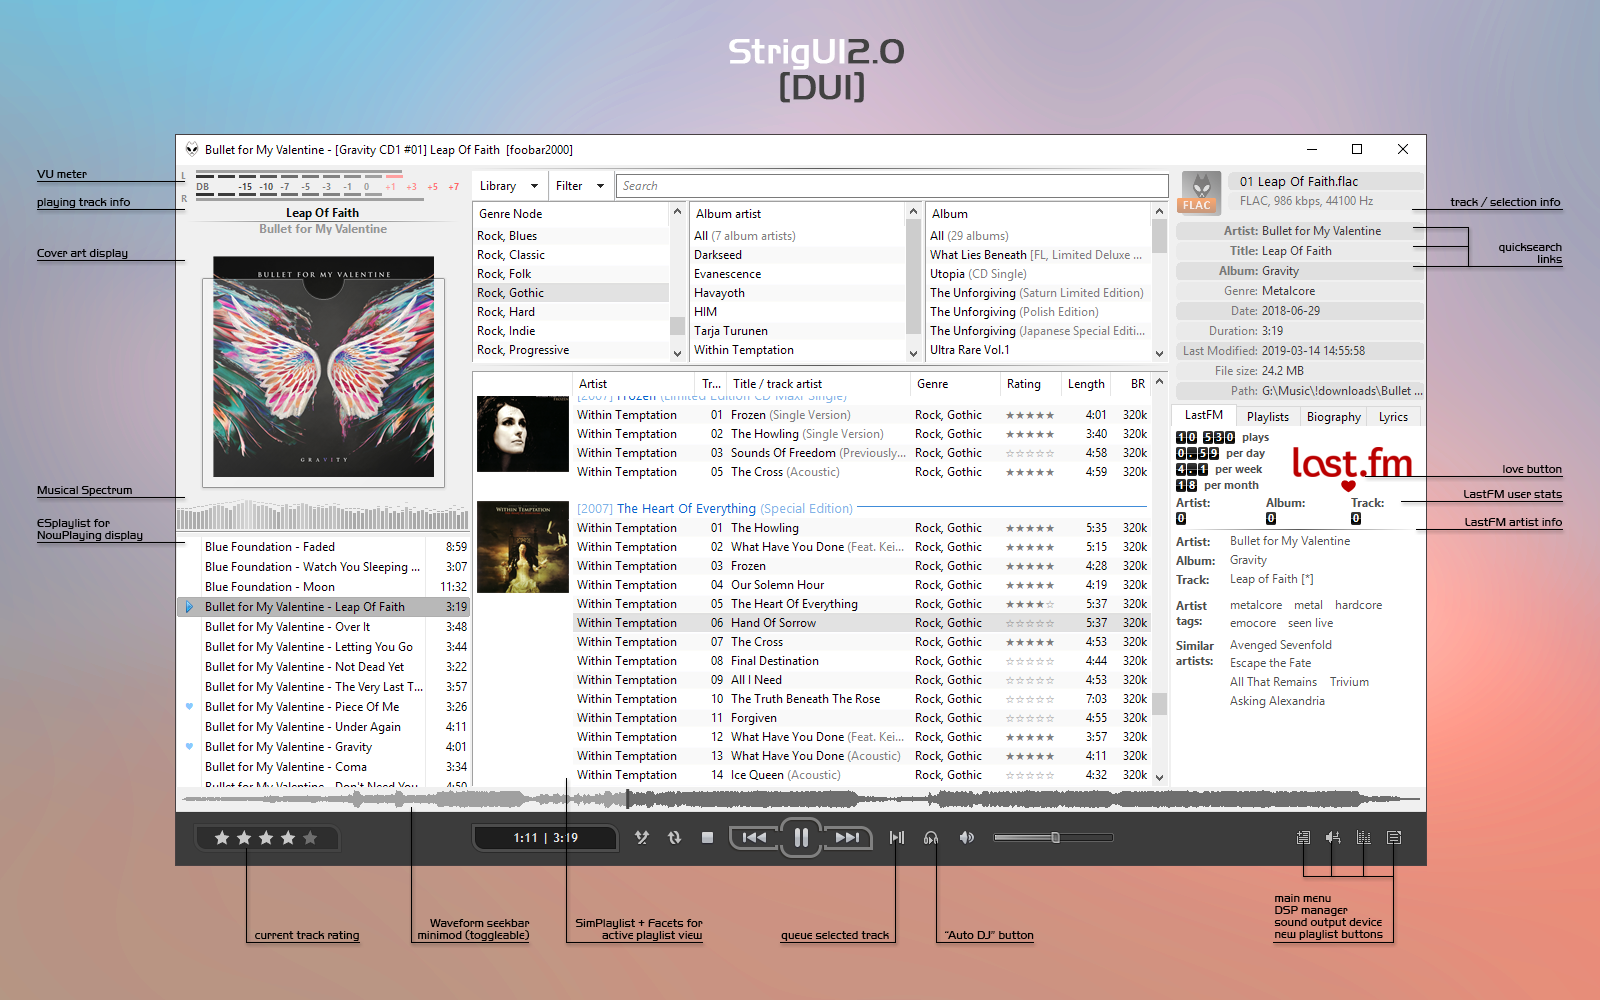 StrigUI2.0
[DUI]
Bullet for My Valentine - [Gravity CD1 #01] Leap Of Faith [foobar2000]
VU meter
playing track info
Cover art display
Musical Spectrum
ESplaylist for
NowPlaying display
L
DB -15 -10 -7 -5 -3 -1 0 +1 +3 +5 +7
R
Leap Of Faith
Bullet for My Valentine
BULLET FOR MY VALENTINE
GRAVITY
Blue Foundation - Faded 8:59
Blue Foundation - Watch You Sleeping ... 3:07
Blue Foundation - Moon 11:32
Bullet for My Valentine - Leap Of Faith 3:19
Bullet for My Valentine - Over It 3:48
Bullet for My Valentine - Letting You Go 3:44
Bullet for My Valentine - Not Dead Yet 3:22
Bullet for My Valentine - The Very Last T... 3:57
Bullet for My Valentine - Piece Of Me 3:26
Bullet for My Valentine - Under Again 4:11
Bullet for My Valentine - Gravity 4:01
Bullet for My Valentine - Coma 3:34
Bullet for My Valentine - Don't Need You 4:59
Library Filter Search
Genre Node
Rock, Blues
Rock, Classic
Rock, Folk
Rock, Gothic
Rock, Hard
Rock, Indie
Rock, Progressive
Album artist
All (7 album artists)
Darkseed
Evanescence
Havayoth
HIM
Tarja Turunen
Within Temptation
Album
All (29 albums)
What Lies Beneath [FL, Limited Deluxe ...
Utopia (CD Single)
The Unforgiving (Saturn Limited Edition)
The Unforgiving (Polish Edition)
The Unforgiving (Japanese Special Editi...
Ultra Rare Vol.1
Artist Tr... Title / track artist Genre Rating Length BR
[2007] Frozen (Limited Edition CD Maxi Single)
Within Temptation 01 Frozen (Single Version) Rock, Gothic ★★★★★ 4:01 320k
Within Temptation 02 The Howling (Single Version) Rock, Gothic ★★★★★ 3:40 320k
Within Temptation 03 Sounds Of Freedom (Previously... Rock, Gothic ☆☆☆☆☆ 4:58 320k
Within Temptation 05 The Cross (Acoustic) Rock, Gothic ★★★★★ 4:59 320k
WITHIN TEMPTATION
[2007] The Heart Of Everything (Special Edition)
Within Temptation 01 The Howling Rock, Gothic ★★★★★ 5:35 320k
Within Temptation 02 What Have You Done (Feat. Kei... Rock, Gothic ★★★★★ 5:15 320k
Within Temptation 03 Frozen Rock, Gothic ★★★★★ 4:28 320k
Within Temptation 04 Our Solemn Hour Rock, Gothic ★★★★★ 4:19 320k
Within Temptation 05 The Heart Of Everything Rock, Gothic ★★★★☆ 5:37 320k
Within Temptation 06 Hand Of Sorrow Rock, Gothic ☆☆☆☆☆ 5:37 320k
Within Temptation 07 The Cross Rock, Gothic ★★★★★ 4:53 320k
Within Temptation 08 Final Destination Rock, Gothic ☆☆☆☆☆ 4:44 320k
Within Temptation 09 All I Need Rock, Gothic ☆☆☆☆☆ 4:53 320k
Within Temptation 10 The Truth Beneath The Rose Rock, Gothic ☆☆☆☆☆ 7:03 320k
Within Temptation 11 Forgiven Rock, Gothic ☆☆☆☆☆ 4:55 320k
Within Temptation 12 What Have You Done (Feat. Kei... Rock, Gothic ★★★★★ 3:57 320k
Within Temptation 13 What Have You Done (Acoustic) Rock, Gothic ★★★★★ 4:11 320k
Within Temptation 14 Ice Queen (Acoustic) Rock, Gothic ☆☆☆☆☆ 4:32 320k
FLAC
01 Leap Of Faith.flac
FLAC, 986 kbps, 44100 Hz
Artist: Bullet for My Valentine
Title: Leap Of Faith
Album: Gravity
Genre: Metalcore
Date: 2018-06-29
Duration: 3:19
Last Modified: 2019-03-14 14:55:58
File size: 24.2 MB
Path: G:\Music\!downloads\Bullet ...
LastFM Playlists Biography Lyrics
10 530 plays
0.59 per day
4.1 per week
18 per month
last.fm
Artist: Album: Track:
0 0 0
Artist: Bullet for My Valentine
Album: Gravity
Track: Leap of Faith [*]
Artist tags: metalcore metal hardcore
emocore seen live
Similar artists: Avenged Sevenfold
Escape the Fate
All That Remains Trivium
Asking Alexandria
track / selection info
quicksearch
links
love button
LastFM user stats
LastFM artist info
1:11 | 3:19
current track rating
Waveform seekbar
minimod (toggleable)
SimPlaylist + Facets for
active playlist view
queue selected track
"Auto DJ" button
main menu
DSP manager
sound output device
new playlist buttons